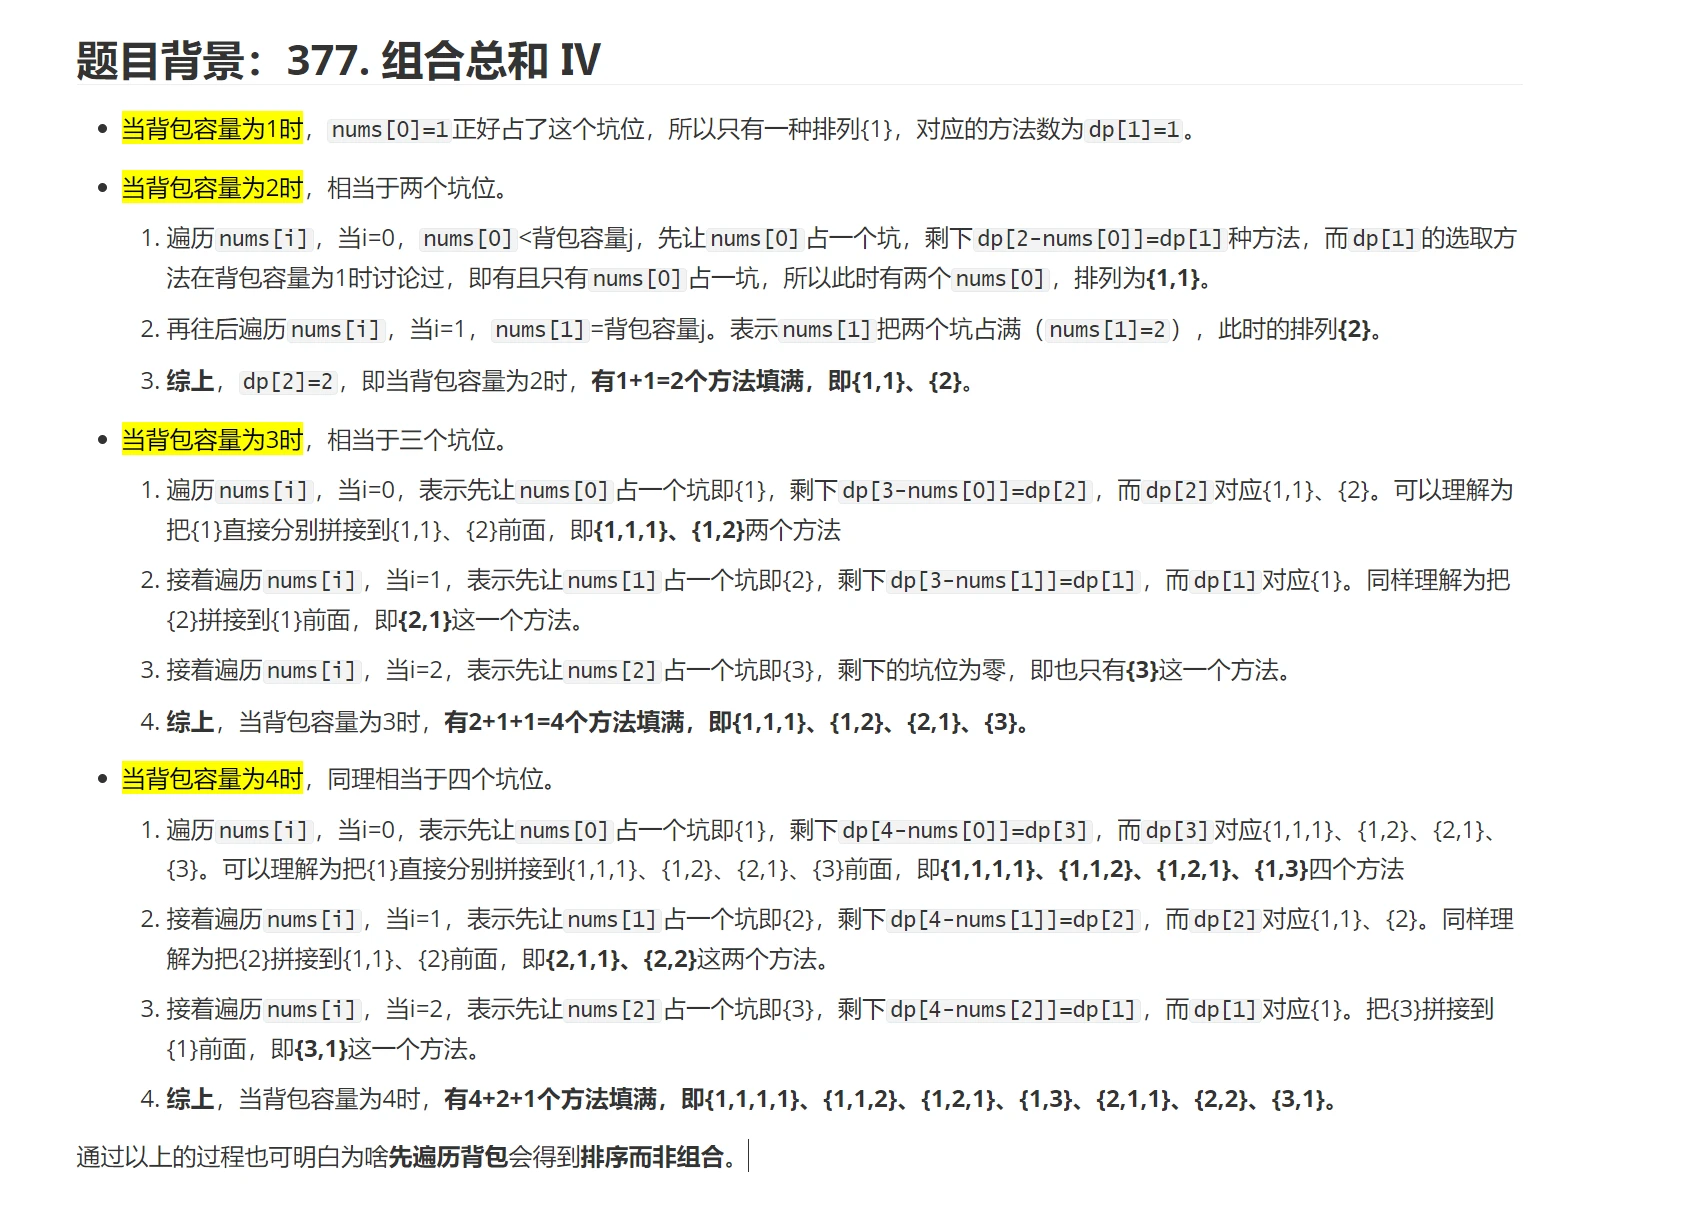 题目背景：377. 组合总和 Ⅳ
• 当背包容量为1时，nums[0]=1正好占了这个坑位，所以只有一种排列{1}，对应的方法数为dp[1]=1。
• 当背包容量为2时，相当于两个坑位。
1. 遍历nums[i]，当i=0，nums[0]<背包容量j，先让nums[0]占一个坑，剩下dp[2-nums[0]]=dp[1]种方法，而dp[1]的选取方
法在背包容量为1时讨论过，即有且只有nums[0]占一坑，所以此时有两个nums[0]，排列为{1,1}。
2. 再往后遍历nums[i]，当i=1，nums[1]=背包容量j。表示nums[1]把两个坑占满（nums[1]=2），此时的排列{2}。
3. 综上，dp[2]=2，即当背包容量为2时，有1+1=2个方法填满，即{1,1}、{2}。
• 当背包容量为3时，相当于三个坑位。
1. 遍历nums[i]，当i=0，表示先让nums[0]占一个坑即{1}，剩下dp[3-nums[0]]=dp[2]，而dp[2]对应{1,1}、{2}。可以理解为
把{1}直接分别拼接到{1,1}、{2}前面，即{1,1,1}、{1,2}两个方法
2. 接着遍历nums[i]，当i=1，表示先让nums[1]占一个坑即{2}，剩下dp[3-nums[1]]=dp[1]，而dp[1]对应{1}。同样理解为把
{2}拼接到{1}前面，即{2,1}这一个方法。
3. 接着遍历nums[i]，当i=2，表示先让nums[2]占一个坑即{3}，剩下的坑位为零，即也只有{3}这一个方法。
4. 综上，当背包容量为3时，有2+1+1=4个方法填满，即{1,1,1}、{1,2}、{2,1}、{3}。
• 当背包容量为4时，同理相当于四个坑位。
1. 遍历nums[i]，当i=0，表示先让nums[0]占一个坑即{1}，剩下dp[4-nums[0]]=dp[3]，而dp[3]对应{1,1,1}、{1,2}、{2,1}、
{3}。可以理解为把{1}直接分别拼接到{1,1,1}、{1,2}、{2,1}、{3}前面，即{1,1,1,1}、{1,1,2}、{1,2,1}、{1,3}四个方法
2. 接着遍历nums[i]，当i=1，表示先让nums[1]占一个坑即{2}，剩下dp[4-nums[1]]=dp[2]，而dp[2]对应{1,1}、{2}。同样理
解为把{2}拼接到{1,1}、{2}前面，即{2,1,1}、{2,2}这两个方法。
3. 接着遍历nums[i]，当i=2，表示先让nums[2]占一个坑即{3}，剩下dp[4-nums[2]]=dp[1]，而dp[1]对应{1}。把{3}拼接到
{1}前面，即{3,1}这一个方法。
4. 综上，当背包容量为4时，有4+2+1个方法填满，即{1,1,1,1}、{1,1,2}、{1,2,1}、{1,3}、{2,1,1}、{2,2}、{3,1}。
通过以上的过程也可明白为啥先遍历背包会得到排序而非组合。